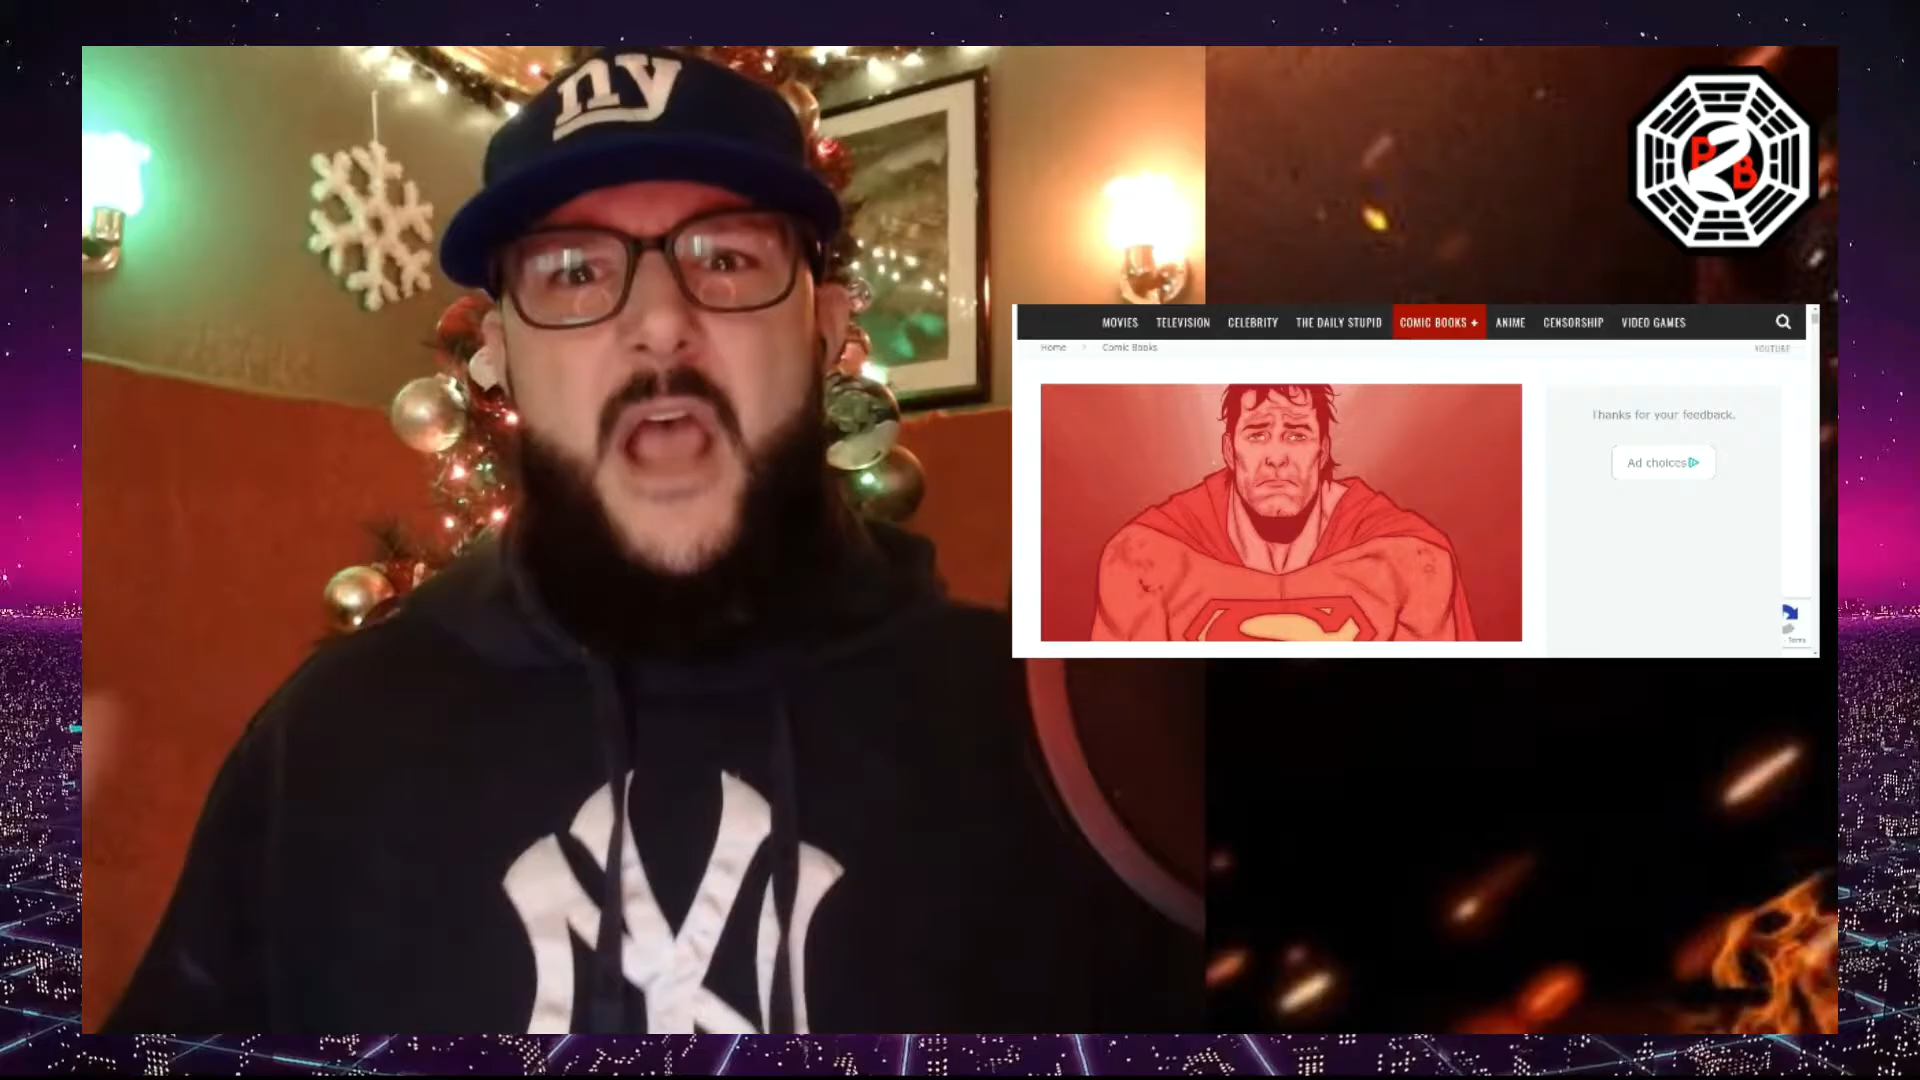 ny
NY
P B
MOVIES TELEVISION CELEBRITY THE DAILY STUPID COMIC BOOKS + ANIME CENSORSHIP VIDEO GAMES
Home > Comic Books
YOUTUBE
Thanks for your feedback.
Ad choices
S
- Terms